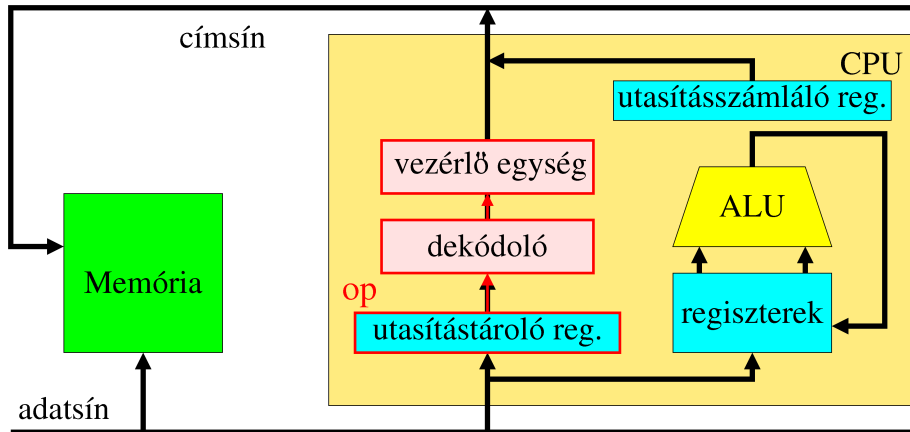 címsín
CPU
utasításszámláló reg.
vezérlő egység
ALU
dekódoló
Memória
op
regiszterek
utasítástároló reg.
adatsín